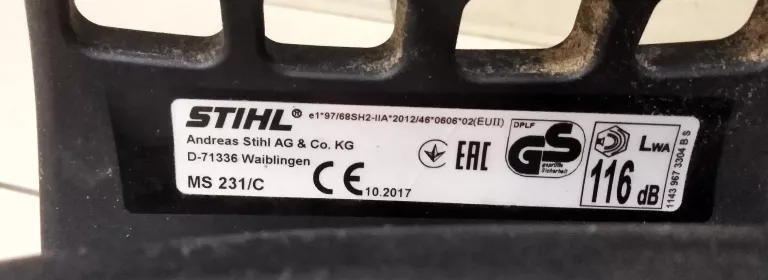 STIHL® e1*97/68SH2-IIA*2012/46*0606*02(EUII)
Andreas Stihl AG & Co. KG
D-71336 Waiblingen
MS 231/C
CE 10.2017
EAC
DPLF
GS
geprüfte
Sicherheit
LWA
116 dB
1143 967 3304 B S